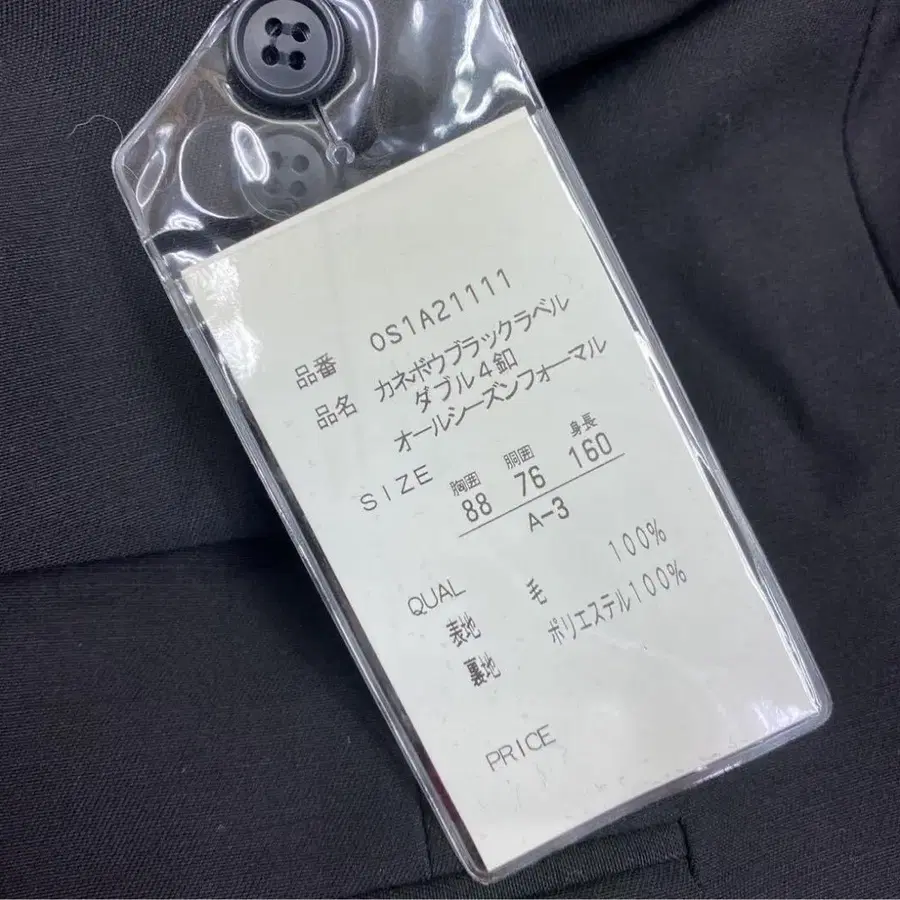 品番 OS1A21111
品名 カネボウブラックラベル
ダブル4釦
オールシーズンフォーマル
SIZE 胸囲 胴囲 身長
88 76 160
A-3
QUAL
表地 毛 100%
裏地 ポリエステル100%
PRICE